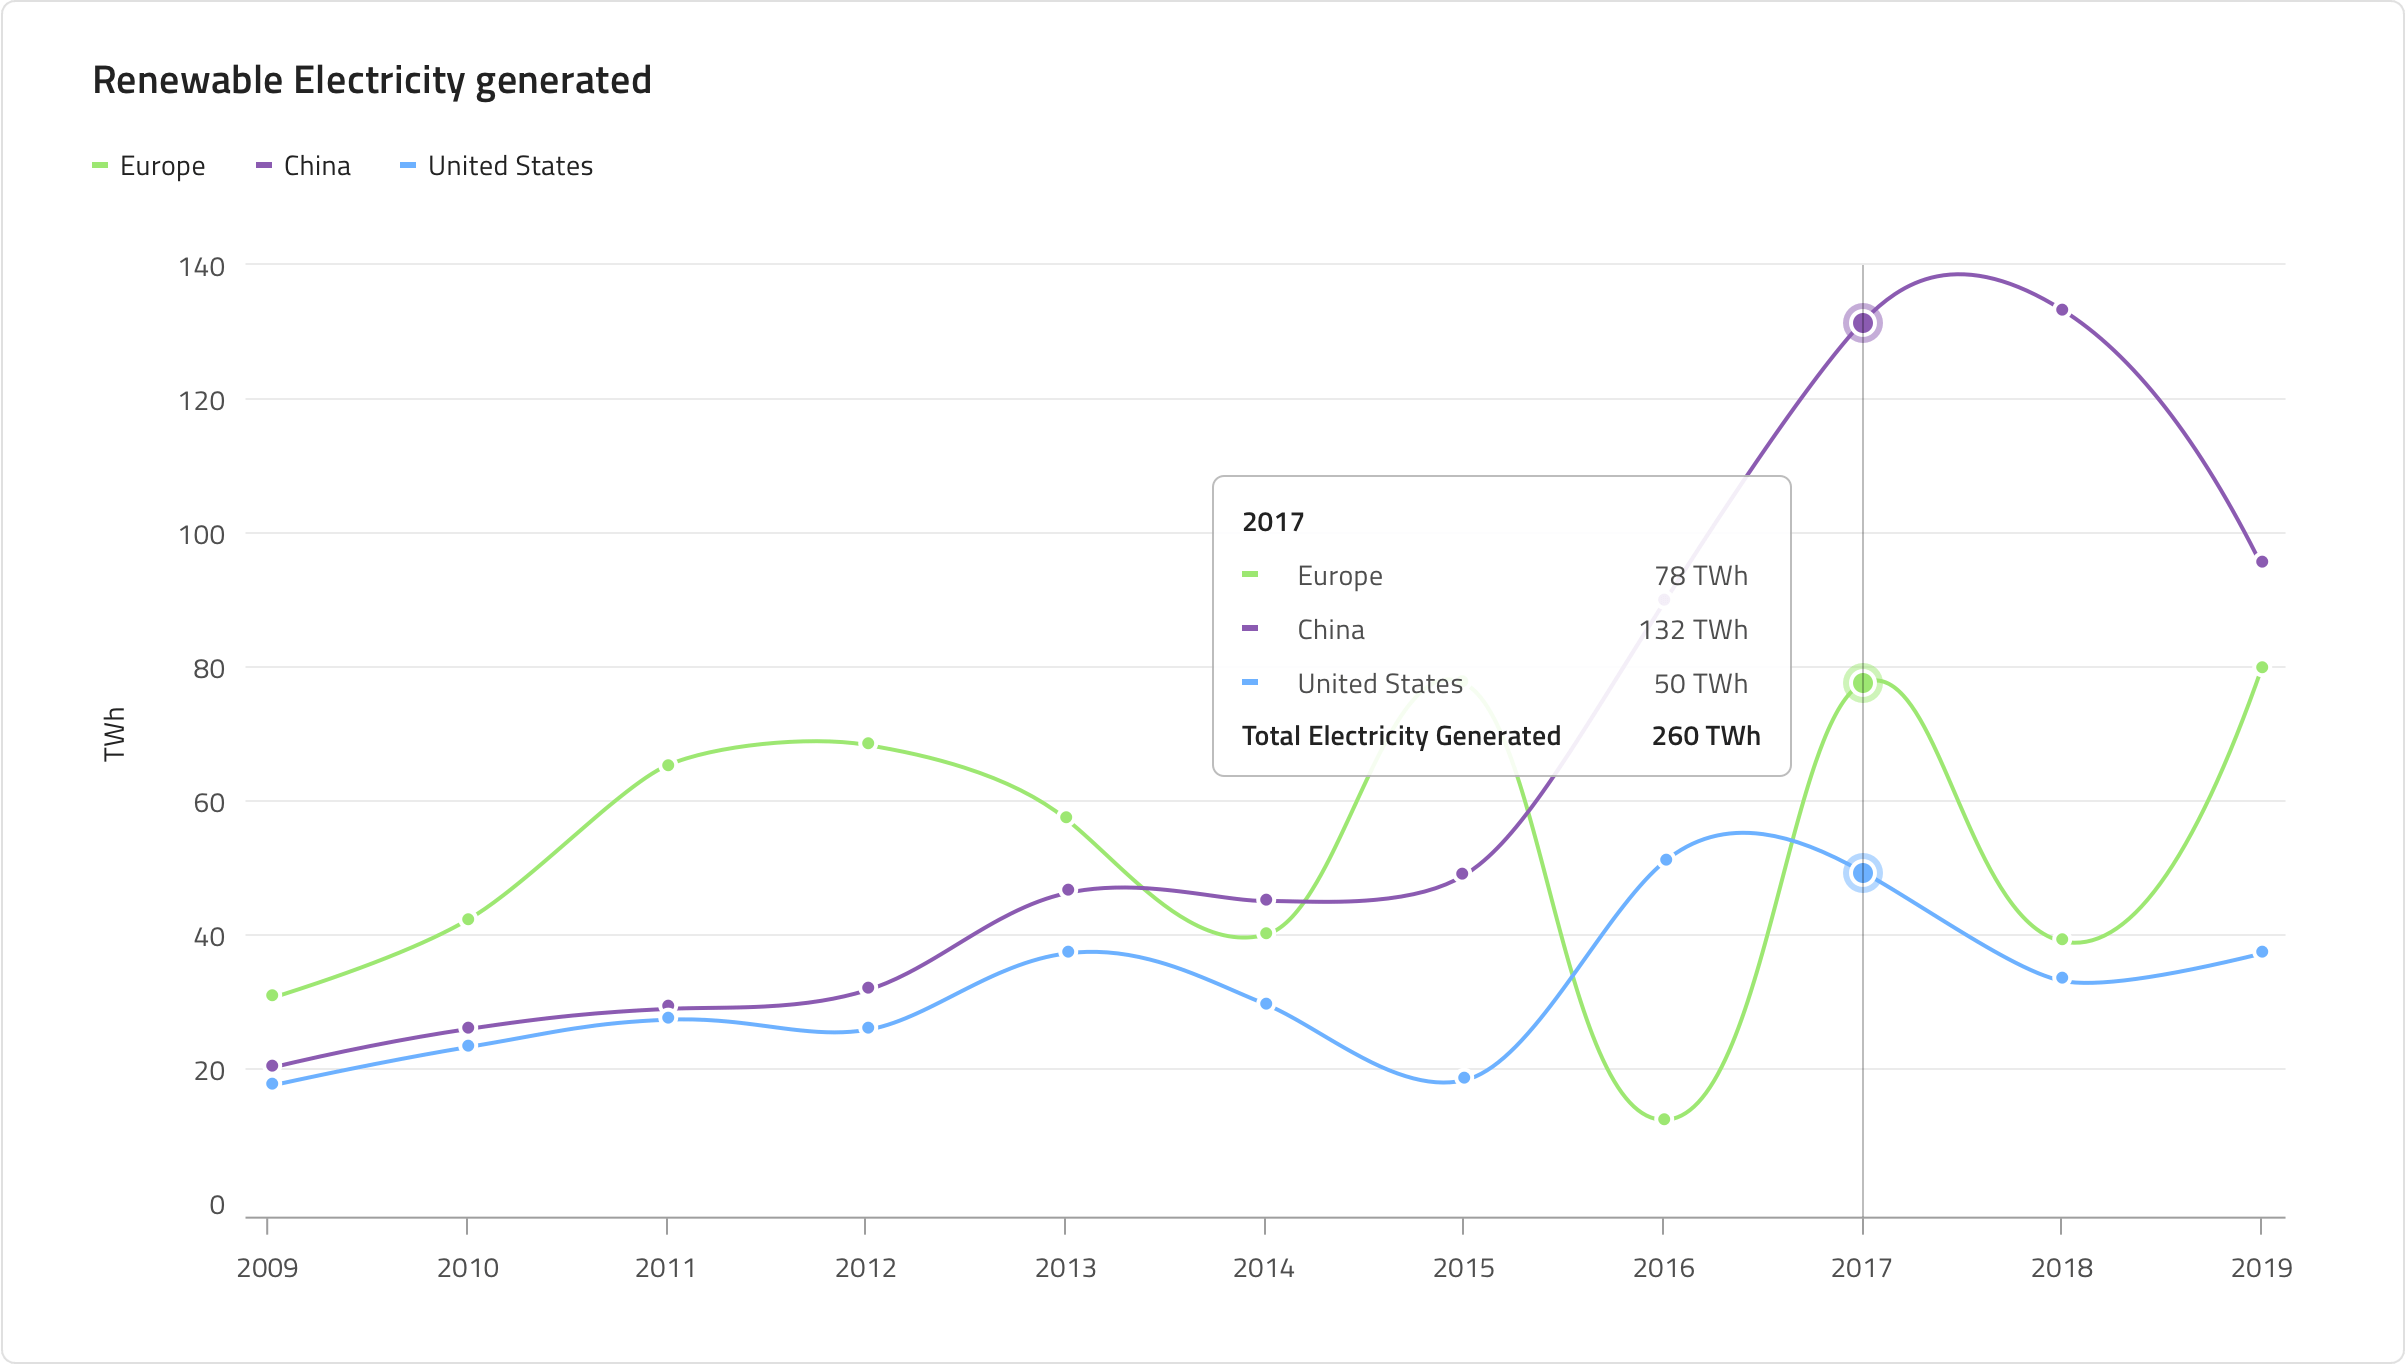 Renewable Electricity generated
Europe China United States
140
120
100
80
60
40
20
0
TWh
2017
Europe 78 TWh
China 132 TWh
United States 50 TWh
Total Electricity Generated 260 TWh
2009 2010 2011 2012 2013 2014 2015 2016 2017 2018 2019